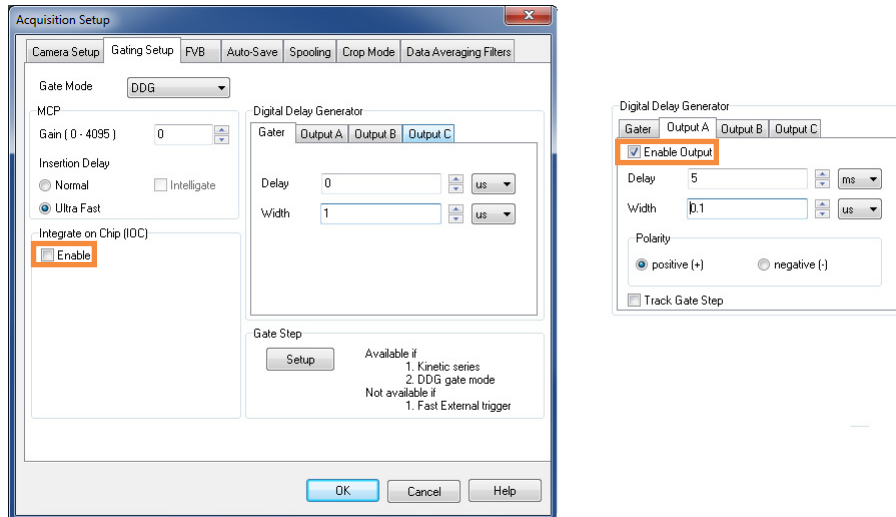 Acquisition Setup
Camera Setup Gating Setup FVB Auto-Save Spooling Crop Mode Data Averaging Filters
Gate Mode DDG
MCP
Gain ( 0 - 4095 ) 0
Insertion Delay
Normal Intelligate
Ultra Fast
Integrate on Chip (IOC)
Enable
Digital Delay Generator
Gater Output A Output B Output C
Delay 0 us
Width 1 us
Gate Step
Setup
Available if
1. Kinetic series
2. DDG gate mode
Not available if
1. Fast External trigger
OK Cancel Help
Digital Delay Generator
Gater Output A Output B Output C
Enable Output
Delay 5 ms
Width 0.1 us
Polarity
positive (+) negative (-)
Track Gate Step